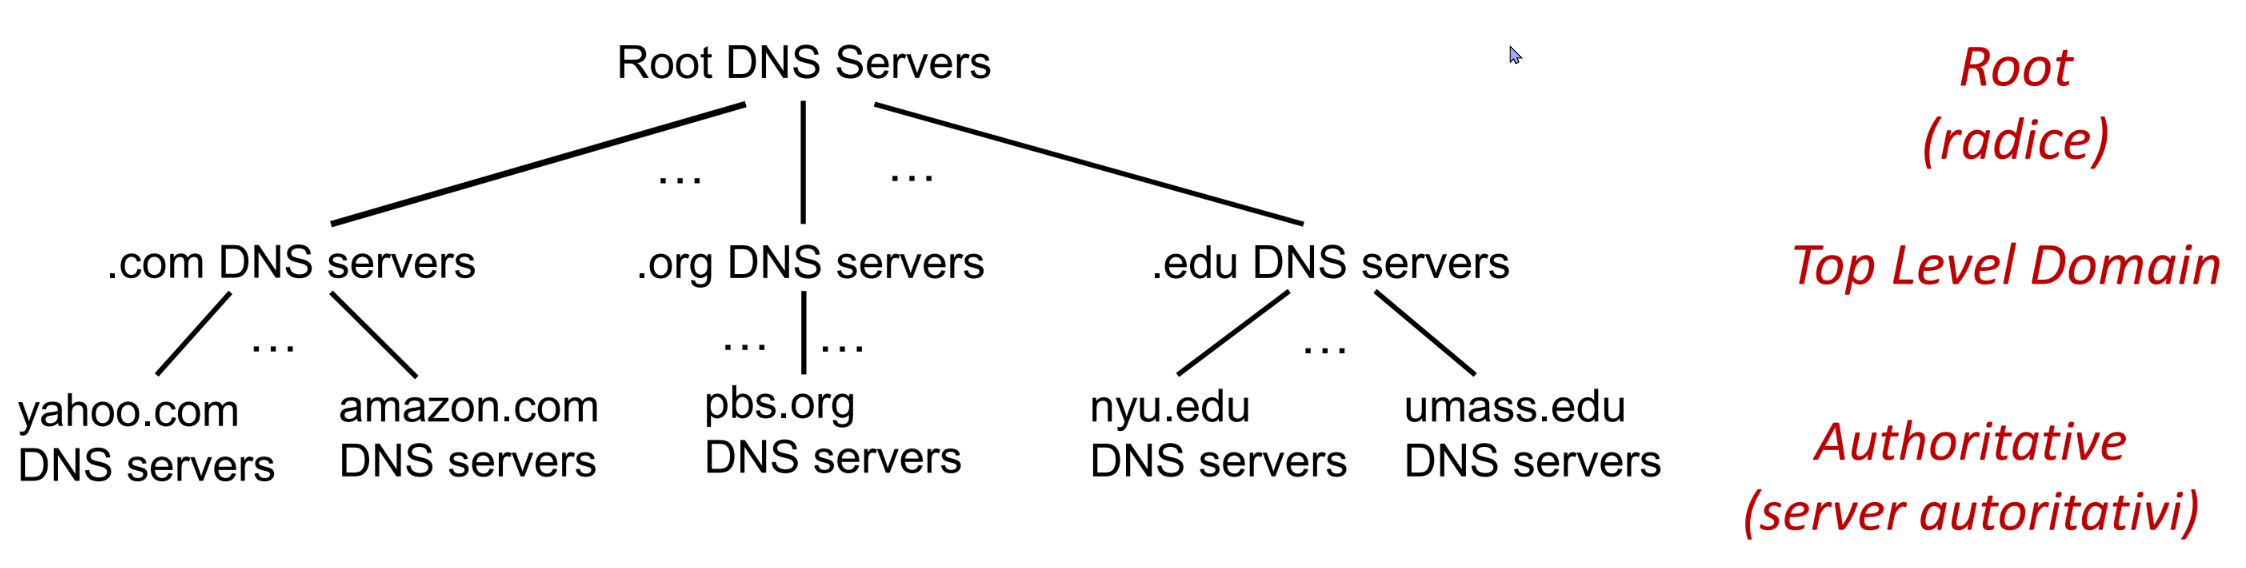 Root DNS Servers
Root
(radice)
… …
.com DNS servers .org DNS servers .edu DNS servers
Top Level Domain
… … … …
yahoo.com
DNS servers
amazon.com
DNS servers
pbs.org
DNS servers
nyu.edu
DNS servers
umass.edu
DNS servers
Authoritative
(server autoritativi)